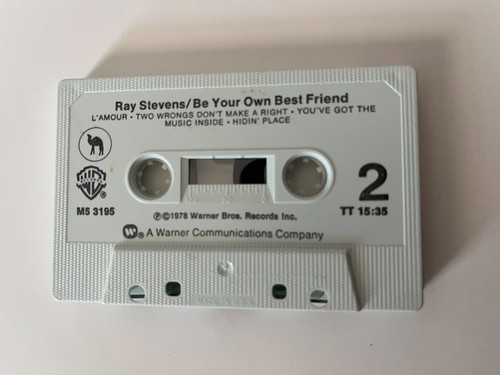 Ray Stevens/Be Your Own Best Friend
L'AMOUR • TWO WRONGS DON'T MAKE A RIGHT • YOU'VE GOT THE
MUSIC INSIDE • HIDIN' PLACE
WB®
M5 3195
2
TT 15:35
℗©1978 Warner Bros. Records Inc.
W® A Warner Communications Company